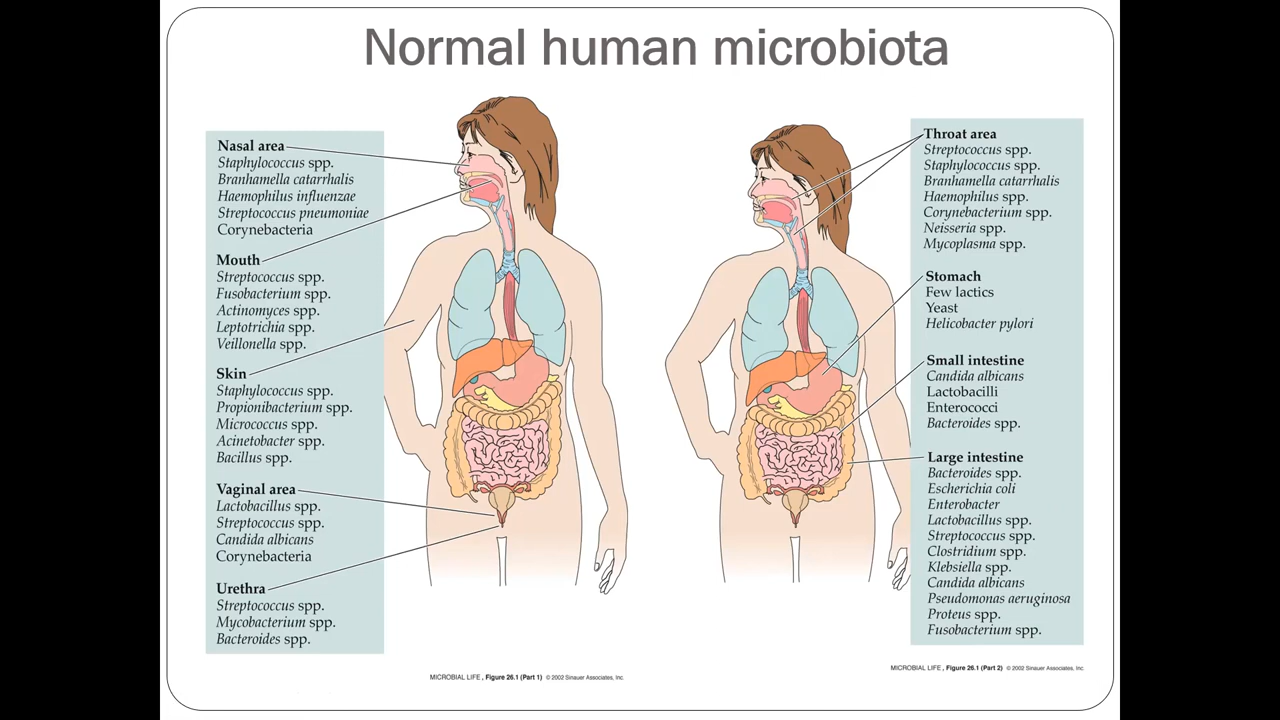 Normal human microbiota
Nasal area
Staphylococcus spp.
Branhamella catarrhalis
Haemophilus influenzae
Streptococcus pneumoniae
Corynebacteria
Mouth
Streptococcus spp.
Fusobacterium spp.
Actinomyces spp.
Leptotrichia spp.
Veillonella spp.
Skin
Staphylococcus spp.
Propionibacterium spp.
Micrococcus spp.
Acinetobacter spp.
Bacillus spp.
Vaginal area
Lactobacillus spp.
Streptococcus spp.
Candida albicans
Corynebacteria
Urethra
Streptococcus spp.
Mycobacterium spp.
Bacteroides spp.
MICROBIAL LIFE, Figure 26.1 (Part 1) © 2002 Sinauer Associates, Inc.
Throat area
Streptococcus spp.
Staphylococcus spp.
Branhamella catarrhalis
Haemophilus spp.
Corynebacterium spp.
Neisseria spp.
Mycoplasma spp.
Stomach
Few lactics
Yeast
Helicobacter pylori
Small intestine
Candida albicans
Lactobacilli
Enterococci
Bacteroides spp.
Large intestine
Bacteroides spp.
Escherichia coli
Enterobacter
Lactobacillus spp.
Streptococcus spp.
Clostridium spp.
Klebsiella spp.
Candida albicans
Pseudomonas aeruginosa
Proteus spp.
Fusobacterium spp.
MICROBIAL LIFE, Figure 26.1 (Part 2) © 2002 Sinauer Associates, Inc.